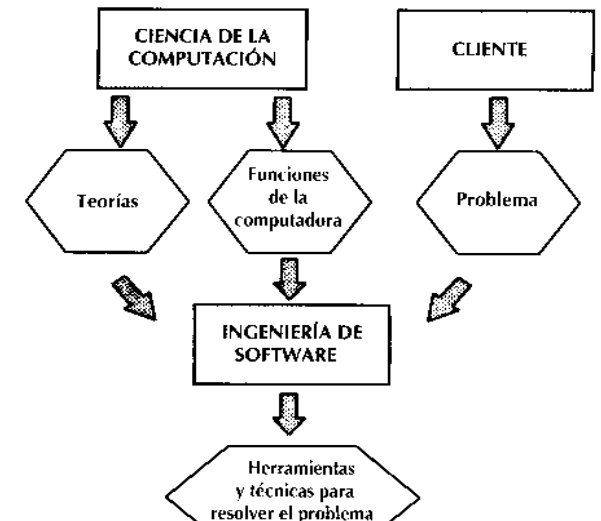 CIENCIA DE LA
COMPUTACIÓN
CLIENTE
Teorías
Funciones
de la
computadora
Problema
INGENIERÍA DE
SOFTWARE
Herramientas
y técnicas para
resolver el problema